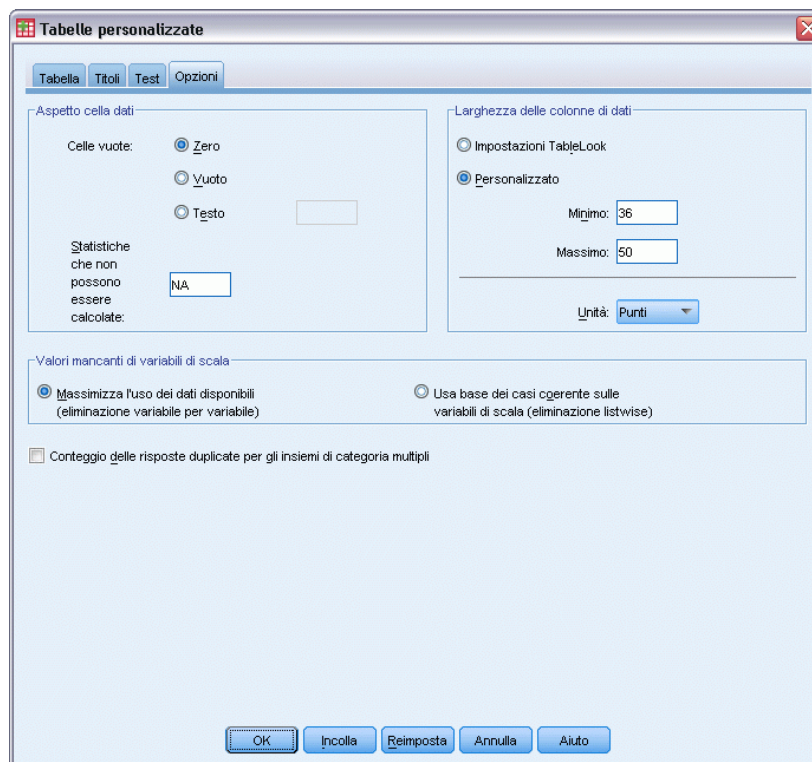 Tabelle personalizzate
Tabella Titoli Test Opzioni
Aspetto cella dati
Celle vuote:
Zero
Vuoto
Testo
Statistiche
che non
possono
essere
calcolate:
NA
Larghezza delle colonne di dati
Impostazioni TableLook
Personalizzato
Minimo: 36
Massimo: 50
Unità: Punti
Valori mancanti di variabili di scala
Massimizza l'uso dei dati disponibili
(eliminazione variabile per variabile)
Usa base dei casi coerente sulle
variabili di scala (eliminazione listwise)
Conteggio delle risposte duplicate per gli insiemi di categoria multipli
OK Incolla Reimposta Annulla Aiuto